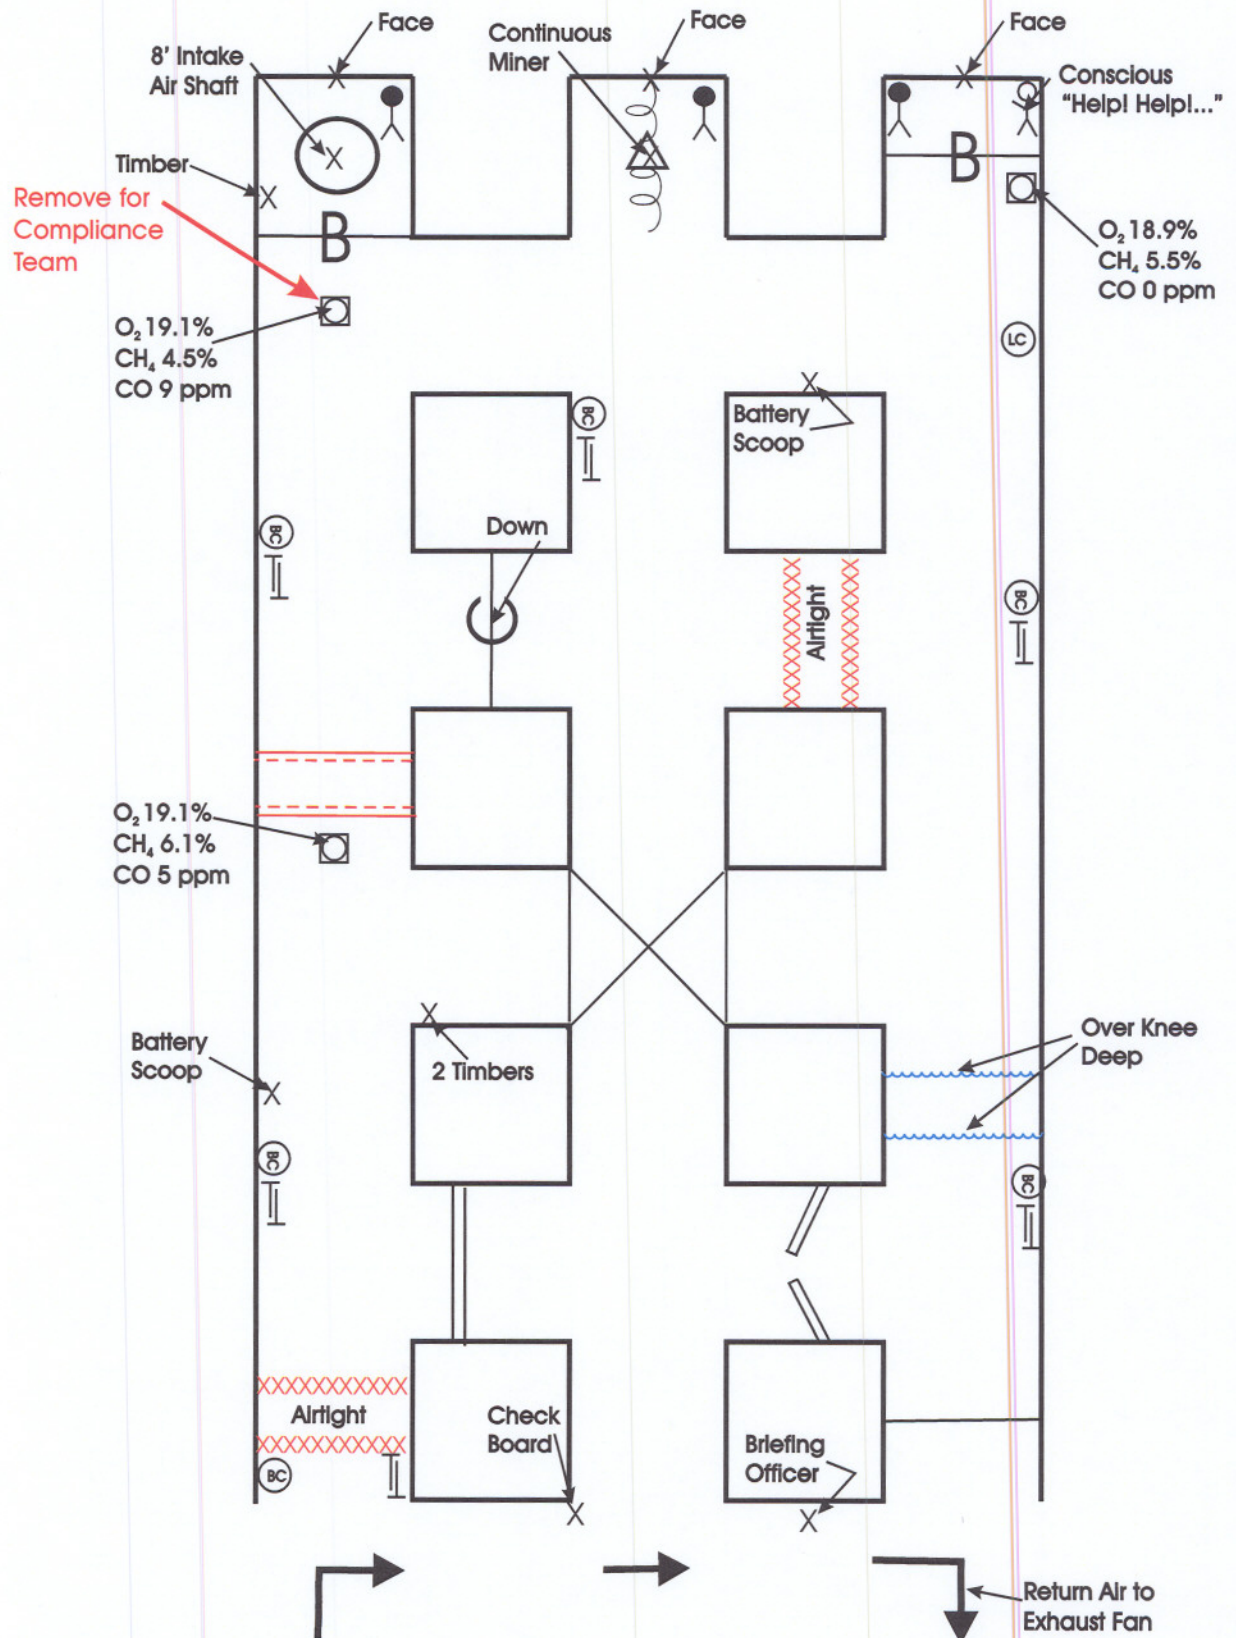 Face
Face
Face
Continuous
Miner
8' Intake
Air Shaft
Conscious
"Help! Help!..."
Timber
B
Remove for
Compliance
Team
B
O₂ 18.9%
CH₄ 5.5%
CO 0 ppm
O₂ 19.1%
CH₄ 4.5%
CO 9 ppm
LC
BC
Battery
Scoop
Down
BC
BC
Airtight
O₂ 19.1%
CH₄ 6.1%
CO 5 ppm
Over Knee
Deep
Battery
Scoop
2 Timbers
BC
BC
Airtight
Check
Board
Briefing
Officer
BC
Return Air to
Exhaust Fan